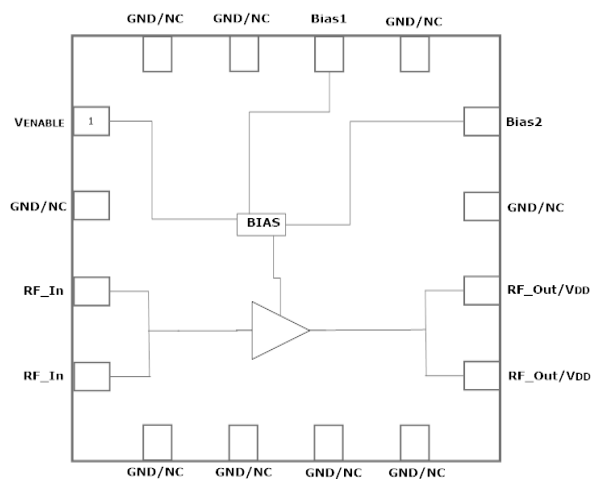 GND/NC GND/NC Bias1 GND/NC
VENABLE 1 Bias2
GND/NC GND/NC
BIAS
RF_In RF_Out/VDD
RF_In RF_Out/VDD
GND/NC GND/NC GND/NC GND/NC